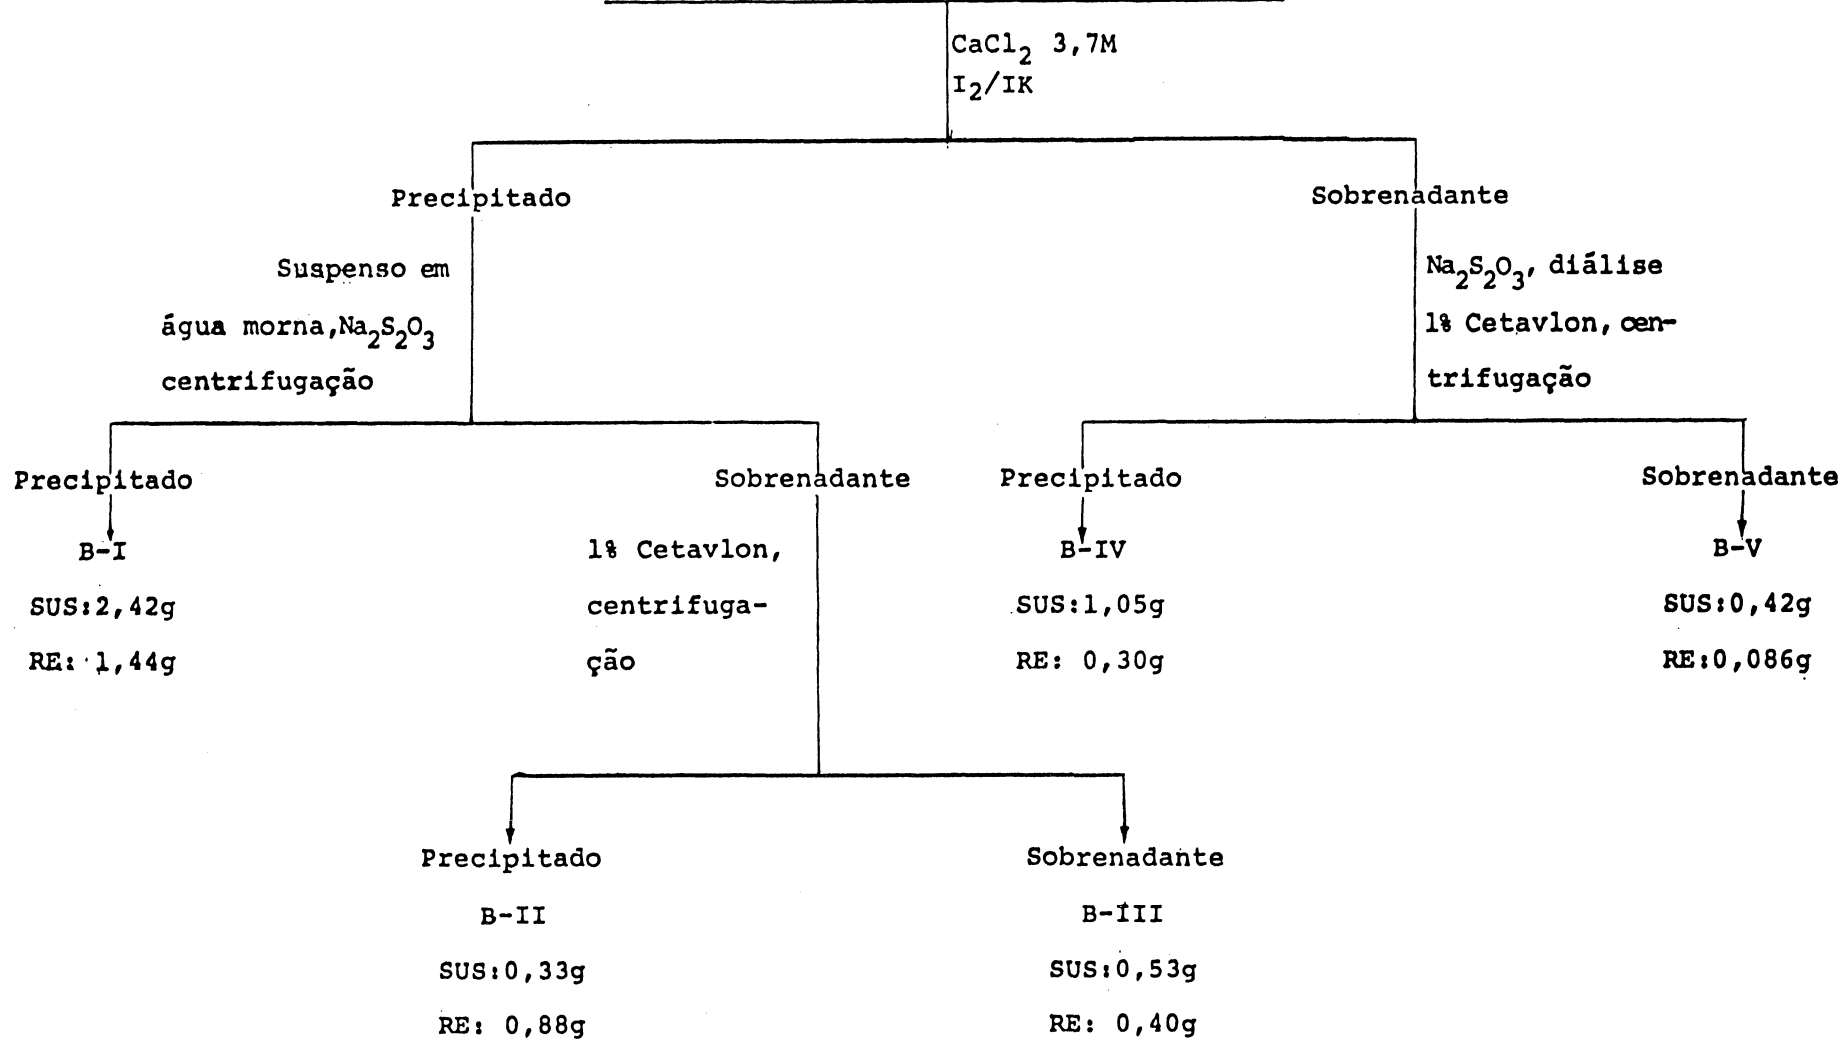 CaCl2 3,7M
I2/IK
Precipitado
Sobrenadante
Suspenso em
água morna,Na2S2O3
centrifugação
Na2S2O3, diálise
1% Cetavlon, cen-
trifugação
Precipitado
Sobrenadante
Precipitado
Sobrenadante
B-I
SUS:2,42g
RE: 1,44g
1% Cetavlon,
centrifuga-
ção
B-IV
SUS:1,05g
RE: 0,30g
B-V
SUS:0,42g
RE:0,086g
Precipitado
B-II
SUS:0,33g
RE: 0,88g
Sobrenadante
B-III
SUS:0,53g
RE: 0,40g